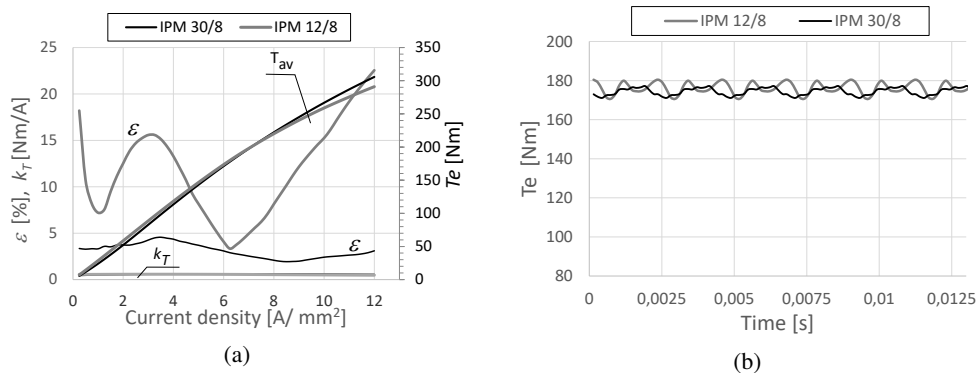 IPM 30/8 IPM 12/8
25
20
15
10
5
0
350
300
250
200
150
100
50
0
0 2 4 6 8 10 12
ε [%], k_T [Nm/A]
Te [Nm]
T_av
ε
ε
k_T
Current density [A/ mm²]
(a)
IPM 12/8 IPM 30/8
200
180
160
140
120
100
80
Te [Nm]
0 0,0025 0,005 0,0075 0,01 0,0125
Time [s]
(b)